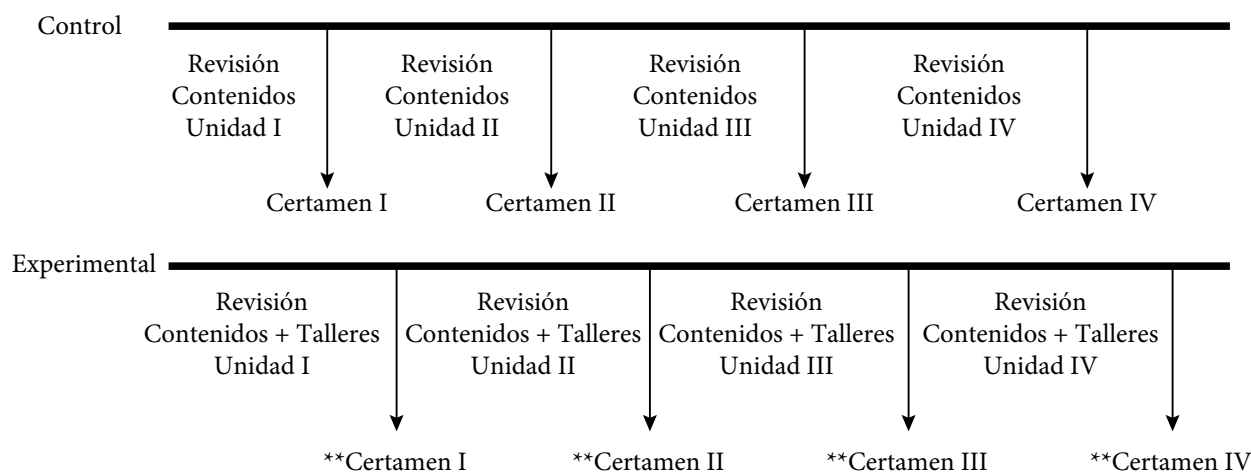 Control
Revisión
Contenidos
Unidad I
Revisión
Contenidos
Unidad II
Revisión
Contenidos
Unidad III
Revisión
Contenidos
Unidad IV
Certamen I
Certamen II
Certamen III
Certamen IV
Experimental
Revisión
Contenidos + Talleres
Unidad I
Revisión
Contenidos + Talleres
Unidad II
Revisión
Contenidos + Talleres
Unidad III
Revisión
Contenidos + Talleres
Unidad IV
**Certamen I
**Certamen II
**Certamen III
**Certamen IV